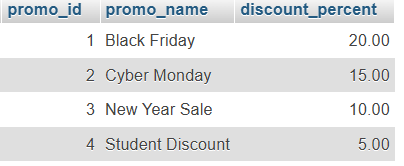 promo_id promo_name discount_percent
1 Black Friday 20.00
2 Cyber Monday 15.00
3 New Year Sale 10.00
4 Student Discount 5.00